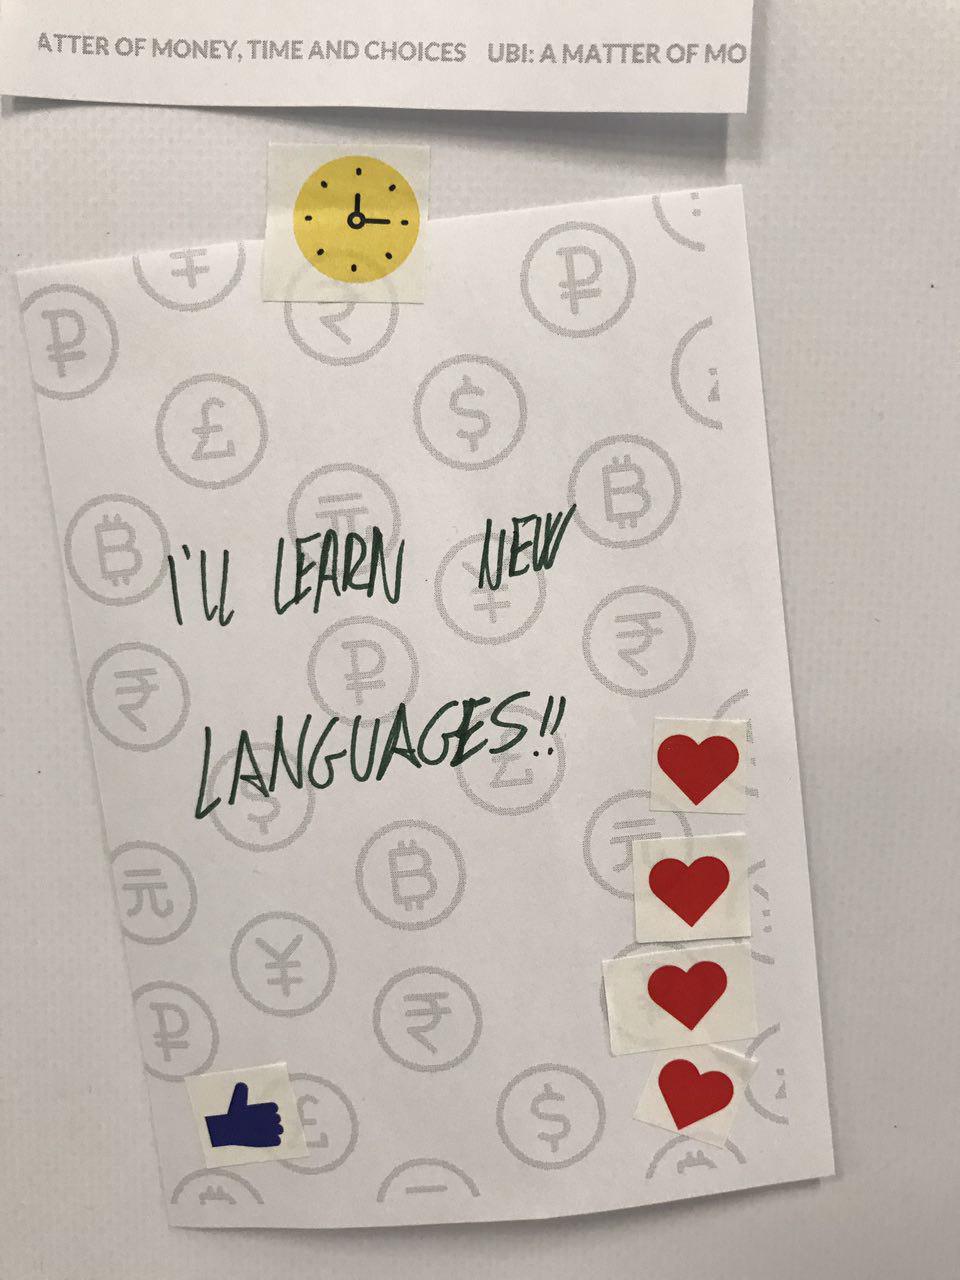 ATTER OF MONEY, TIME AND CHOICES UBI: A MATTER OF MO
I'LL LEARN NEW
LANGUAGES!!